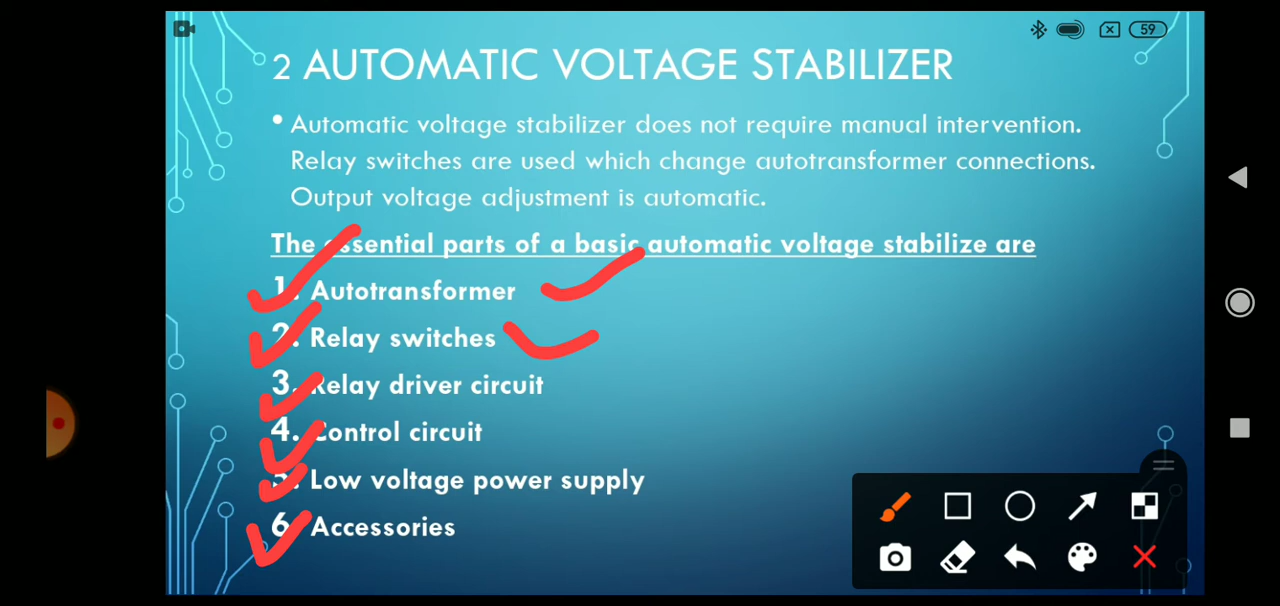 59
2 AUTOMATIC VOLTAGE STABILIZER
• Automatic voltage stabilizer does not require manual intervention.
Relay switches are used which change autotransformer connections.
Output voltage adjustment is automatic.
The essential parts of a basic automatic voltage stabilize are
1. Autotransformer
2. Relay switches
3. Relay driver circuit
4. Control circuit
5. Low voltage power supply
6. Accessories